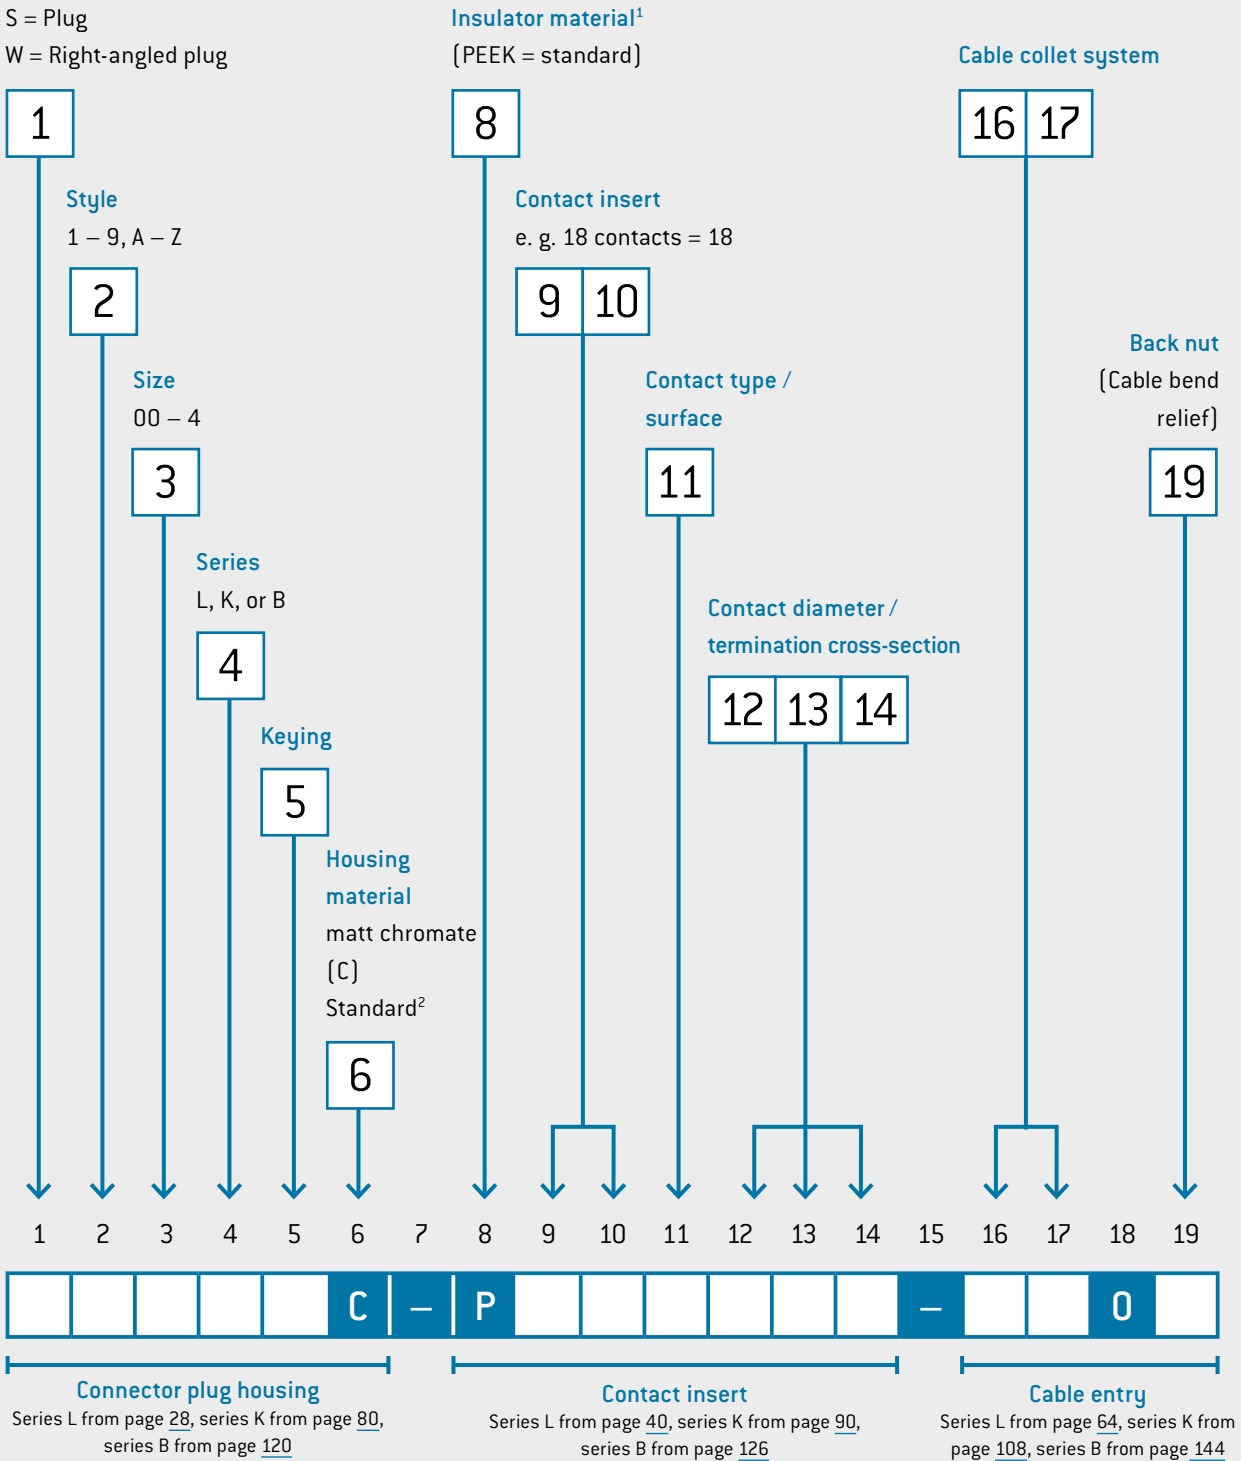 S = Plug
W = Right-angled plug
1
Style
1 – 9, A – Z
2
Size
00 – 4
3
Series
L, K, or B
4
Keying
5
Housing
material
matt chromate
(C)
Standard²
6
Insulator material¹
(PEEK = standard)
8
Contact insert
e. g. 18 contacts = 18
9 10
Contact type /
surface
11
Contact diameter /
termination cross-section
12 13 14
Cable collet system
16 17
Back nut
(Cable bend
relief)
19
1 2 3 4 5 6 7 8 9 10 11 12 13 14 15 16 17 18 19
C – P – 0
Connector plug housing
Series L from page 28, series K from page 80,
series B from page 120
Contact insert
Series L from page 40, series K from page 90,
series B from page 126
Cable entry
Series L from page 64, series K from
page 108, series B from page 144